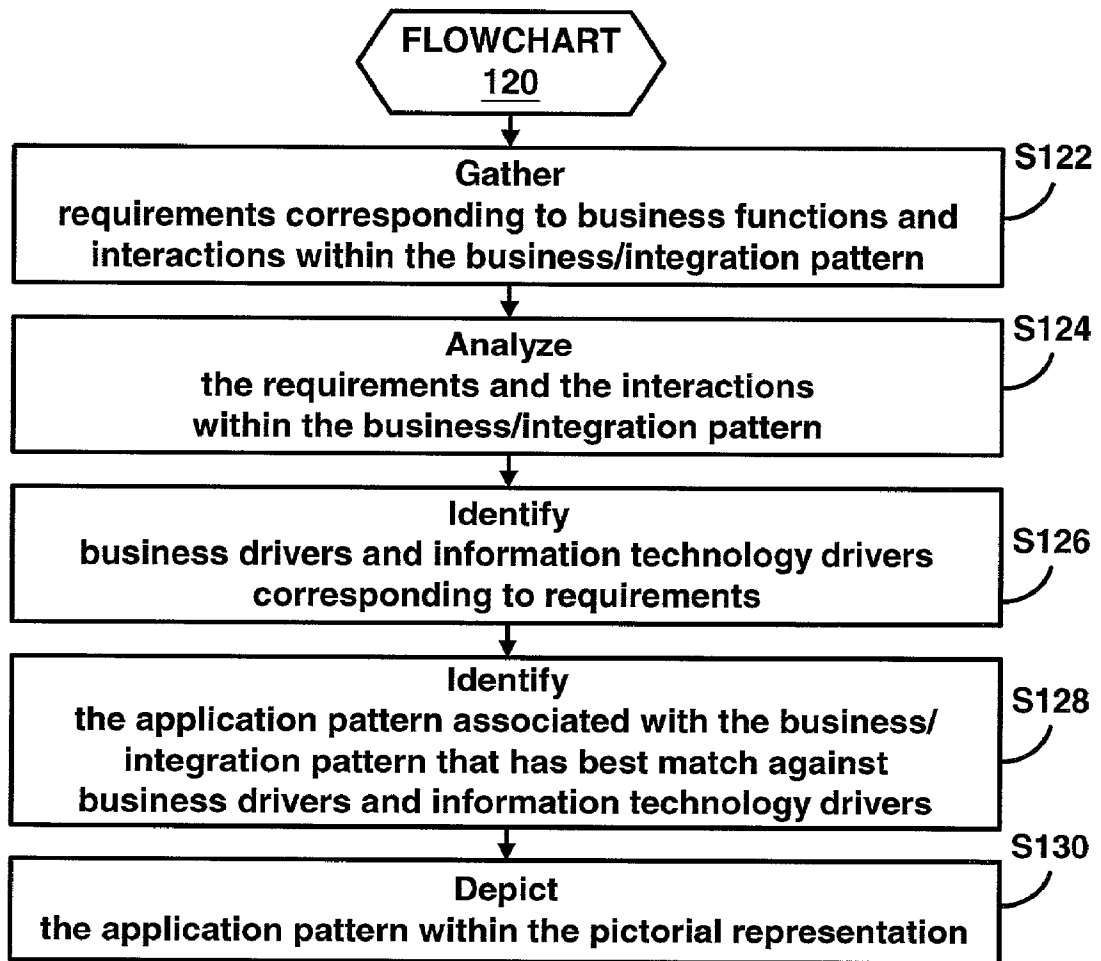 FLOWCHART
120
Gather
requirements corresponding to business functions and
interactions within the business/integration pattern
S122
Analyze
the requirements and the interactions
within the business/integration pattern
S124
Identify
business drivers and information technology drivers
corresponding to requirements
S126
Identify
the application pattern associated with the business/
integration pattern that has best match against
business drivers and information technology drivers
S128
Depict
the application pattern within the pictorial representation
S130